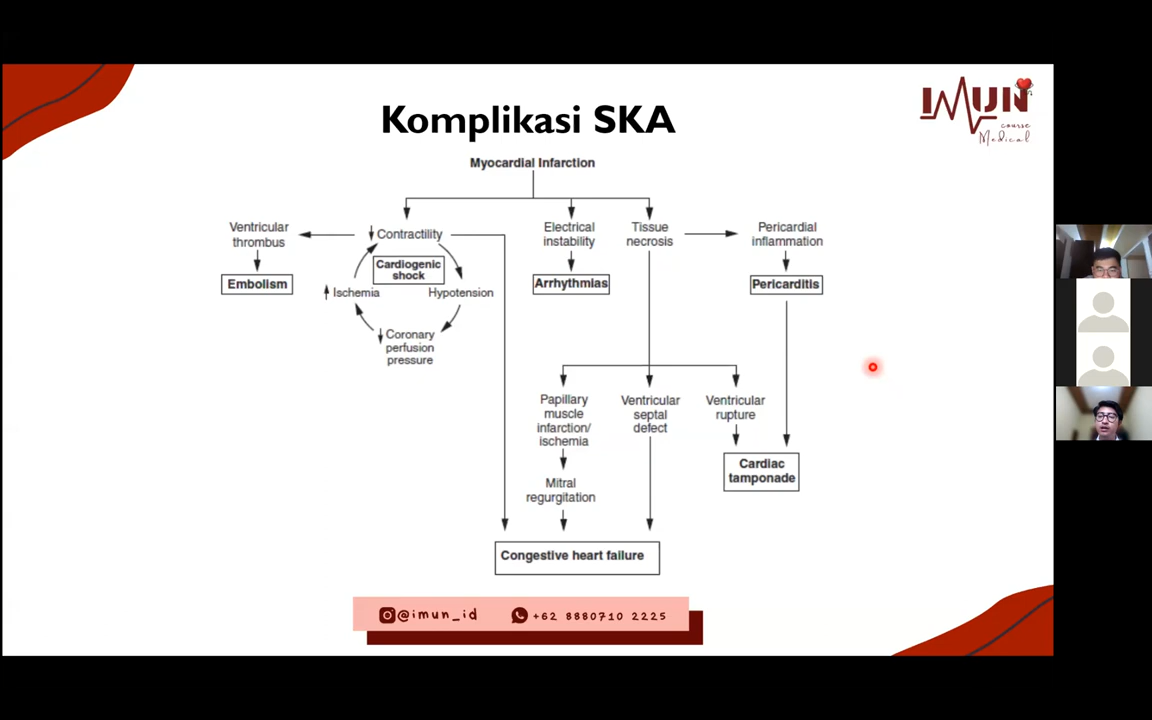 IMUN
course
Medical
Komplikasi SKA
Myocardial Infarction
Ventricular
thrombus
↓ Contractility
Electrical
instability
Tissue
necrosis
Pericardial
inflammation
Embolism
Cardiogenic
shock
Arrhythmias
Pericarditis
↑ Ischemia
Hypotension
↓ Coronary
perfusion
pressure
Papillary
muscle
infarction/
ischemia
Ventricular
septal
defect
Ventricular
rupture
Mitral
regurgitation
Cardiac
tamponade
Congestive heart failure
@imun_id
+62 8880710 2225